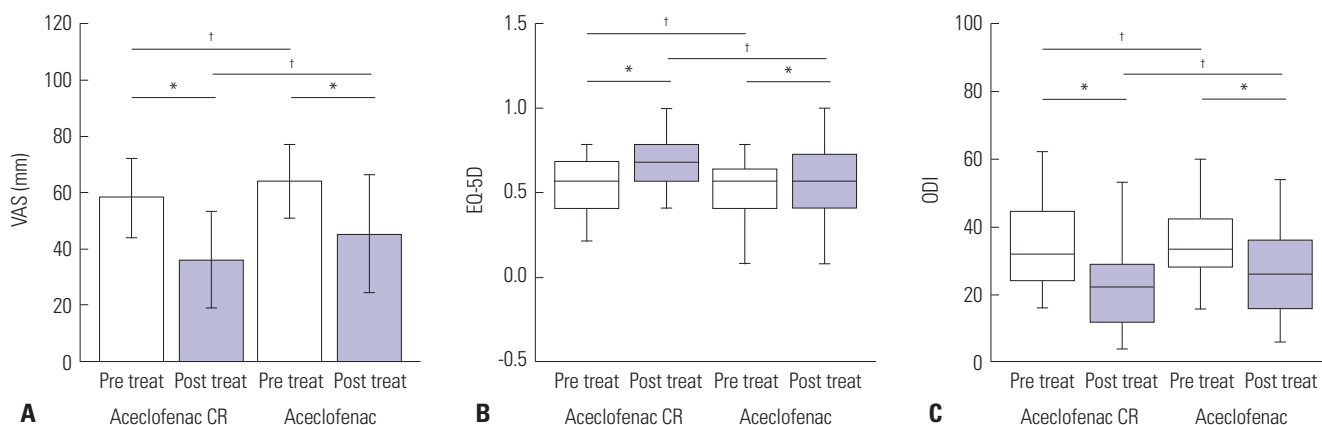 120
100
80
60
40
20
0
VAS (mm)
†
†
*
*
Pre treat Post treat Pre treat Post treat
Aceclofenac CR Aceclofenac
A
1.5
1.0
0.5
0.0
-0.5
EQ-5D
†
†
*
*
Pre treat Post treat Pre treat Post treat
Aceclofenac CR Aceclofenac
B
100
80
60
40
20
0
ODI
†
†
*
*
Pre treat Post treat Pre treat Post treat
Aceclofenac CR Aceclofenac
C